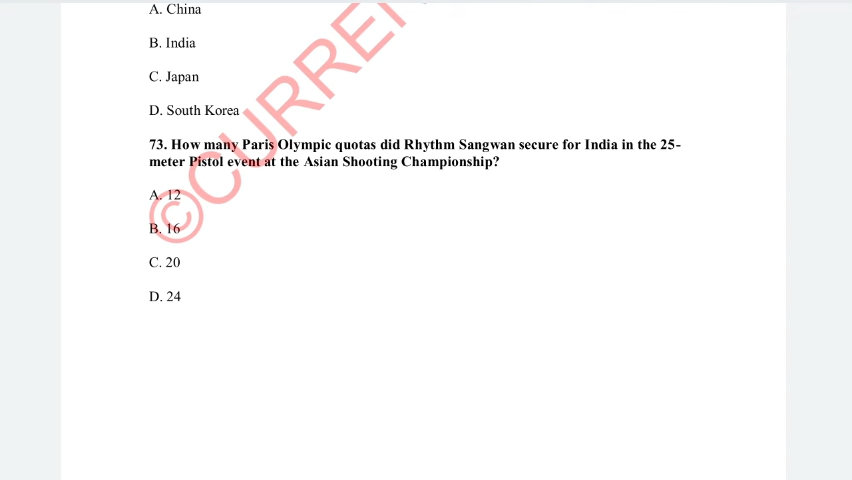 A. China
B. India
C. Japan
D. South Korea
73. How many Paris Olympic quotas did Rhythm Sangwan secure for India in the 25-
meter Pistol event at the Asian Shooting Championship?
A. 12
B. 16
C. 20
D. 24